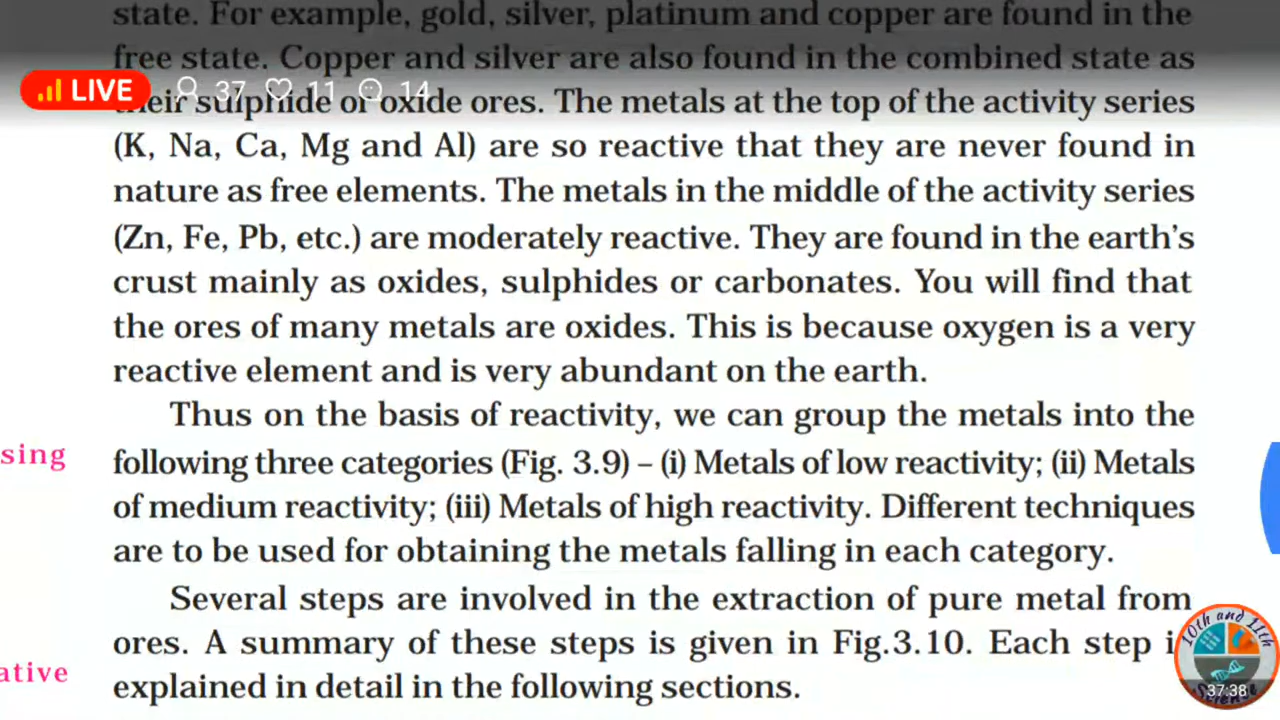 state. For example, gold, silver, platinum and copper are found in the
free state. Copper and silver are also found in the combined state as
LIVE 37 11 14
their sulphide or oxide ores. The metals at the top of the activity series
(K, Na, Ca, Mg and Al) are so reactive that they are never found in
nature as free elements. The metals in the middle of the activity series
(Zn, Fe, Pb, etc.) are moderately reactive. They are found in the earth's
crust mainly as oxides, sulphides or carbonates. You will find that
the ores of many metals are oxides. This is because oxygen is a very
reactive element and is very abundant on the earth.
Thus on the basis of reactivity, we can group the metals into the
sing
following three categories (Fig. 3.9) – (i) Metals of low reactivity; (ii) Metals
of medium reactivity; (iii) Metals of high reactivity. Different techniques
are to be used for obtaining the metals falling in each category.
Several steps are involved in the extraction of pure metal from
ores. A summary of these steps is given in Fig.3.10. Each step i
ative
explained in detail in the following sections.
10th and 12th
Science
37:38